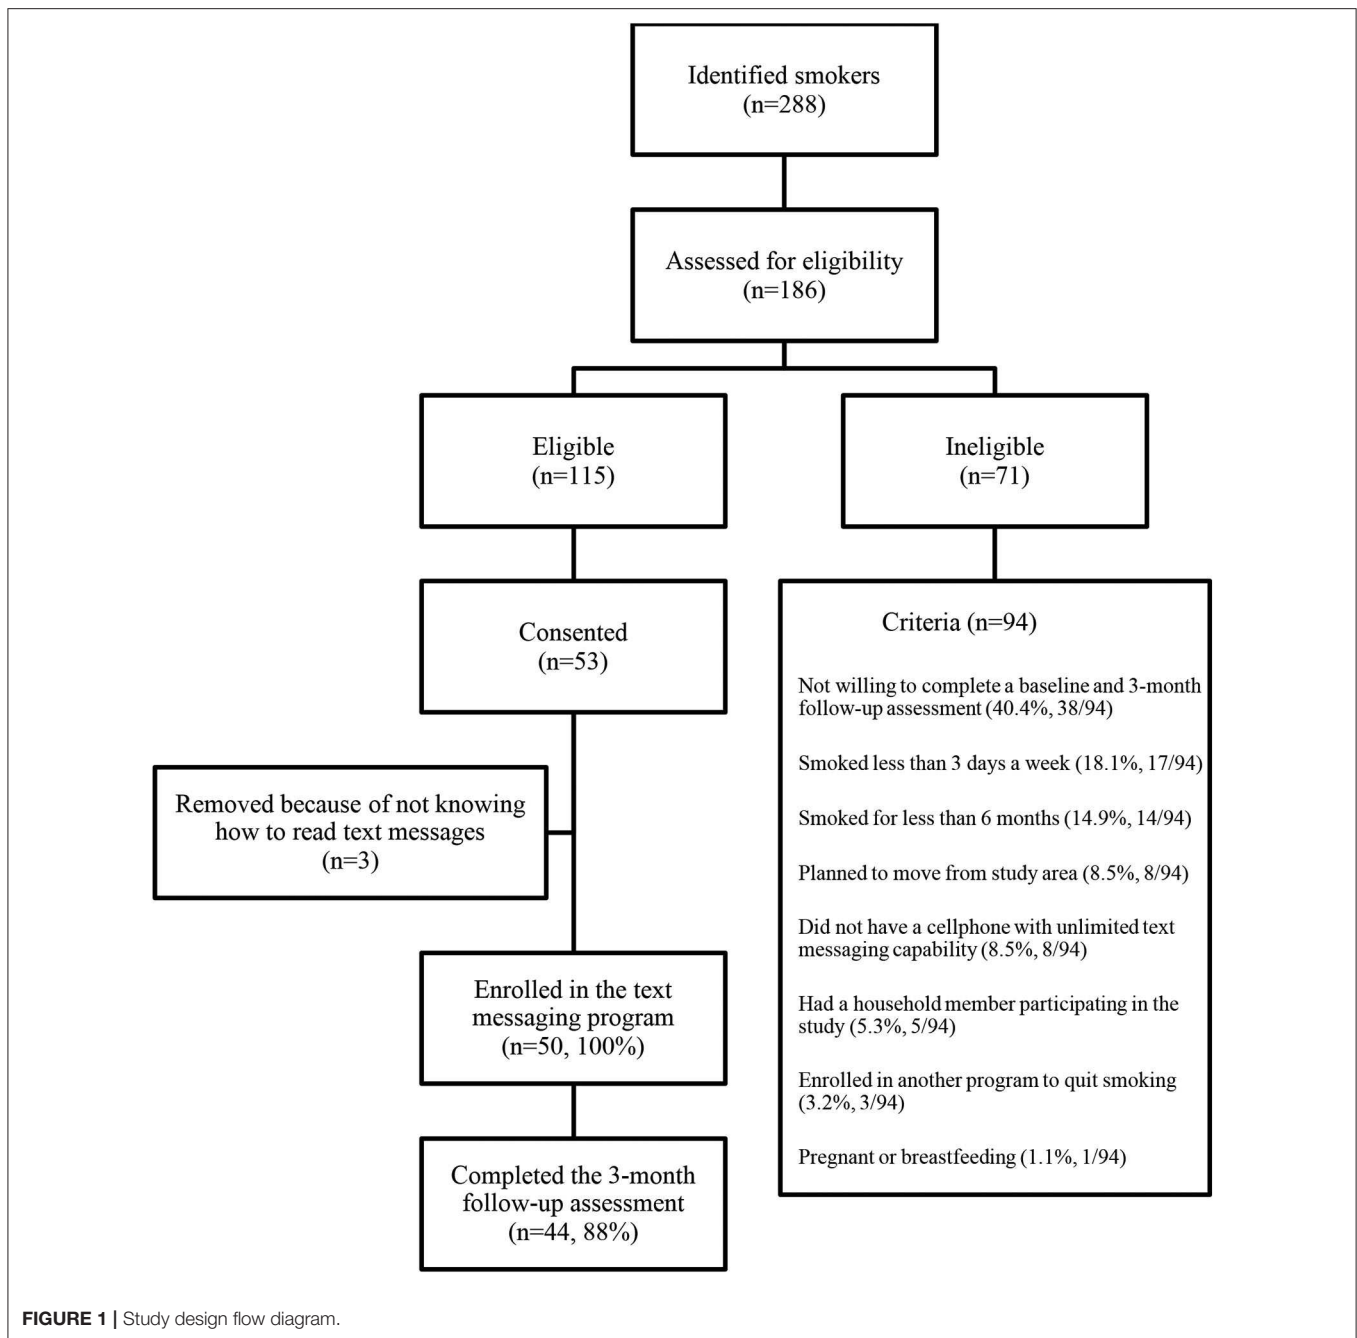 Identified smokers
(n=288)
Assessed for eligibility
(n=186)
Eligible
(n=115)
Ineligible
(n=71)
Consented
(n=53)
Criteria (n=94)
Not willing to complete a baseline and 3-month
follow-up assessment (40.4%, 38/94)
Smoked less than 3 days a week (18.1%, 17/94)
Smoked for less than 6 months (14.9%, 14/94)
Planned to move from study area (8.5%, 8/94)
Did not have a cellphone with unlimited text
messaging capability (8.5%, 8/94)
Had a household member participating in the
study (5.3%, 5/94)
Enrolled in another program to quit smoking
(3.2%, 3/94)
Pregnant or breastfeeding (1.1%, 1/94)
Removed because of not knowing
how to read text messages
(n=3)
Enrolled in the text
messaging program
(n=50, 100%)
Completed the 3-month
follow-up assessment
(n=44, 88%)
FIGURE 1 | Study design flow diagram.